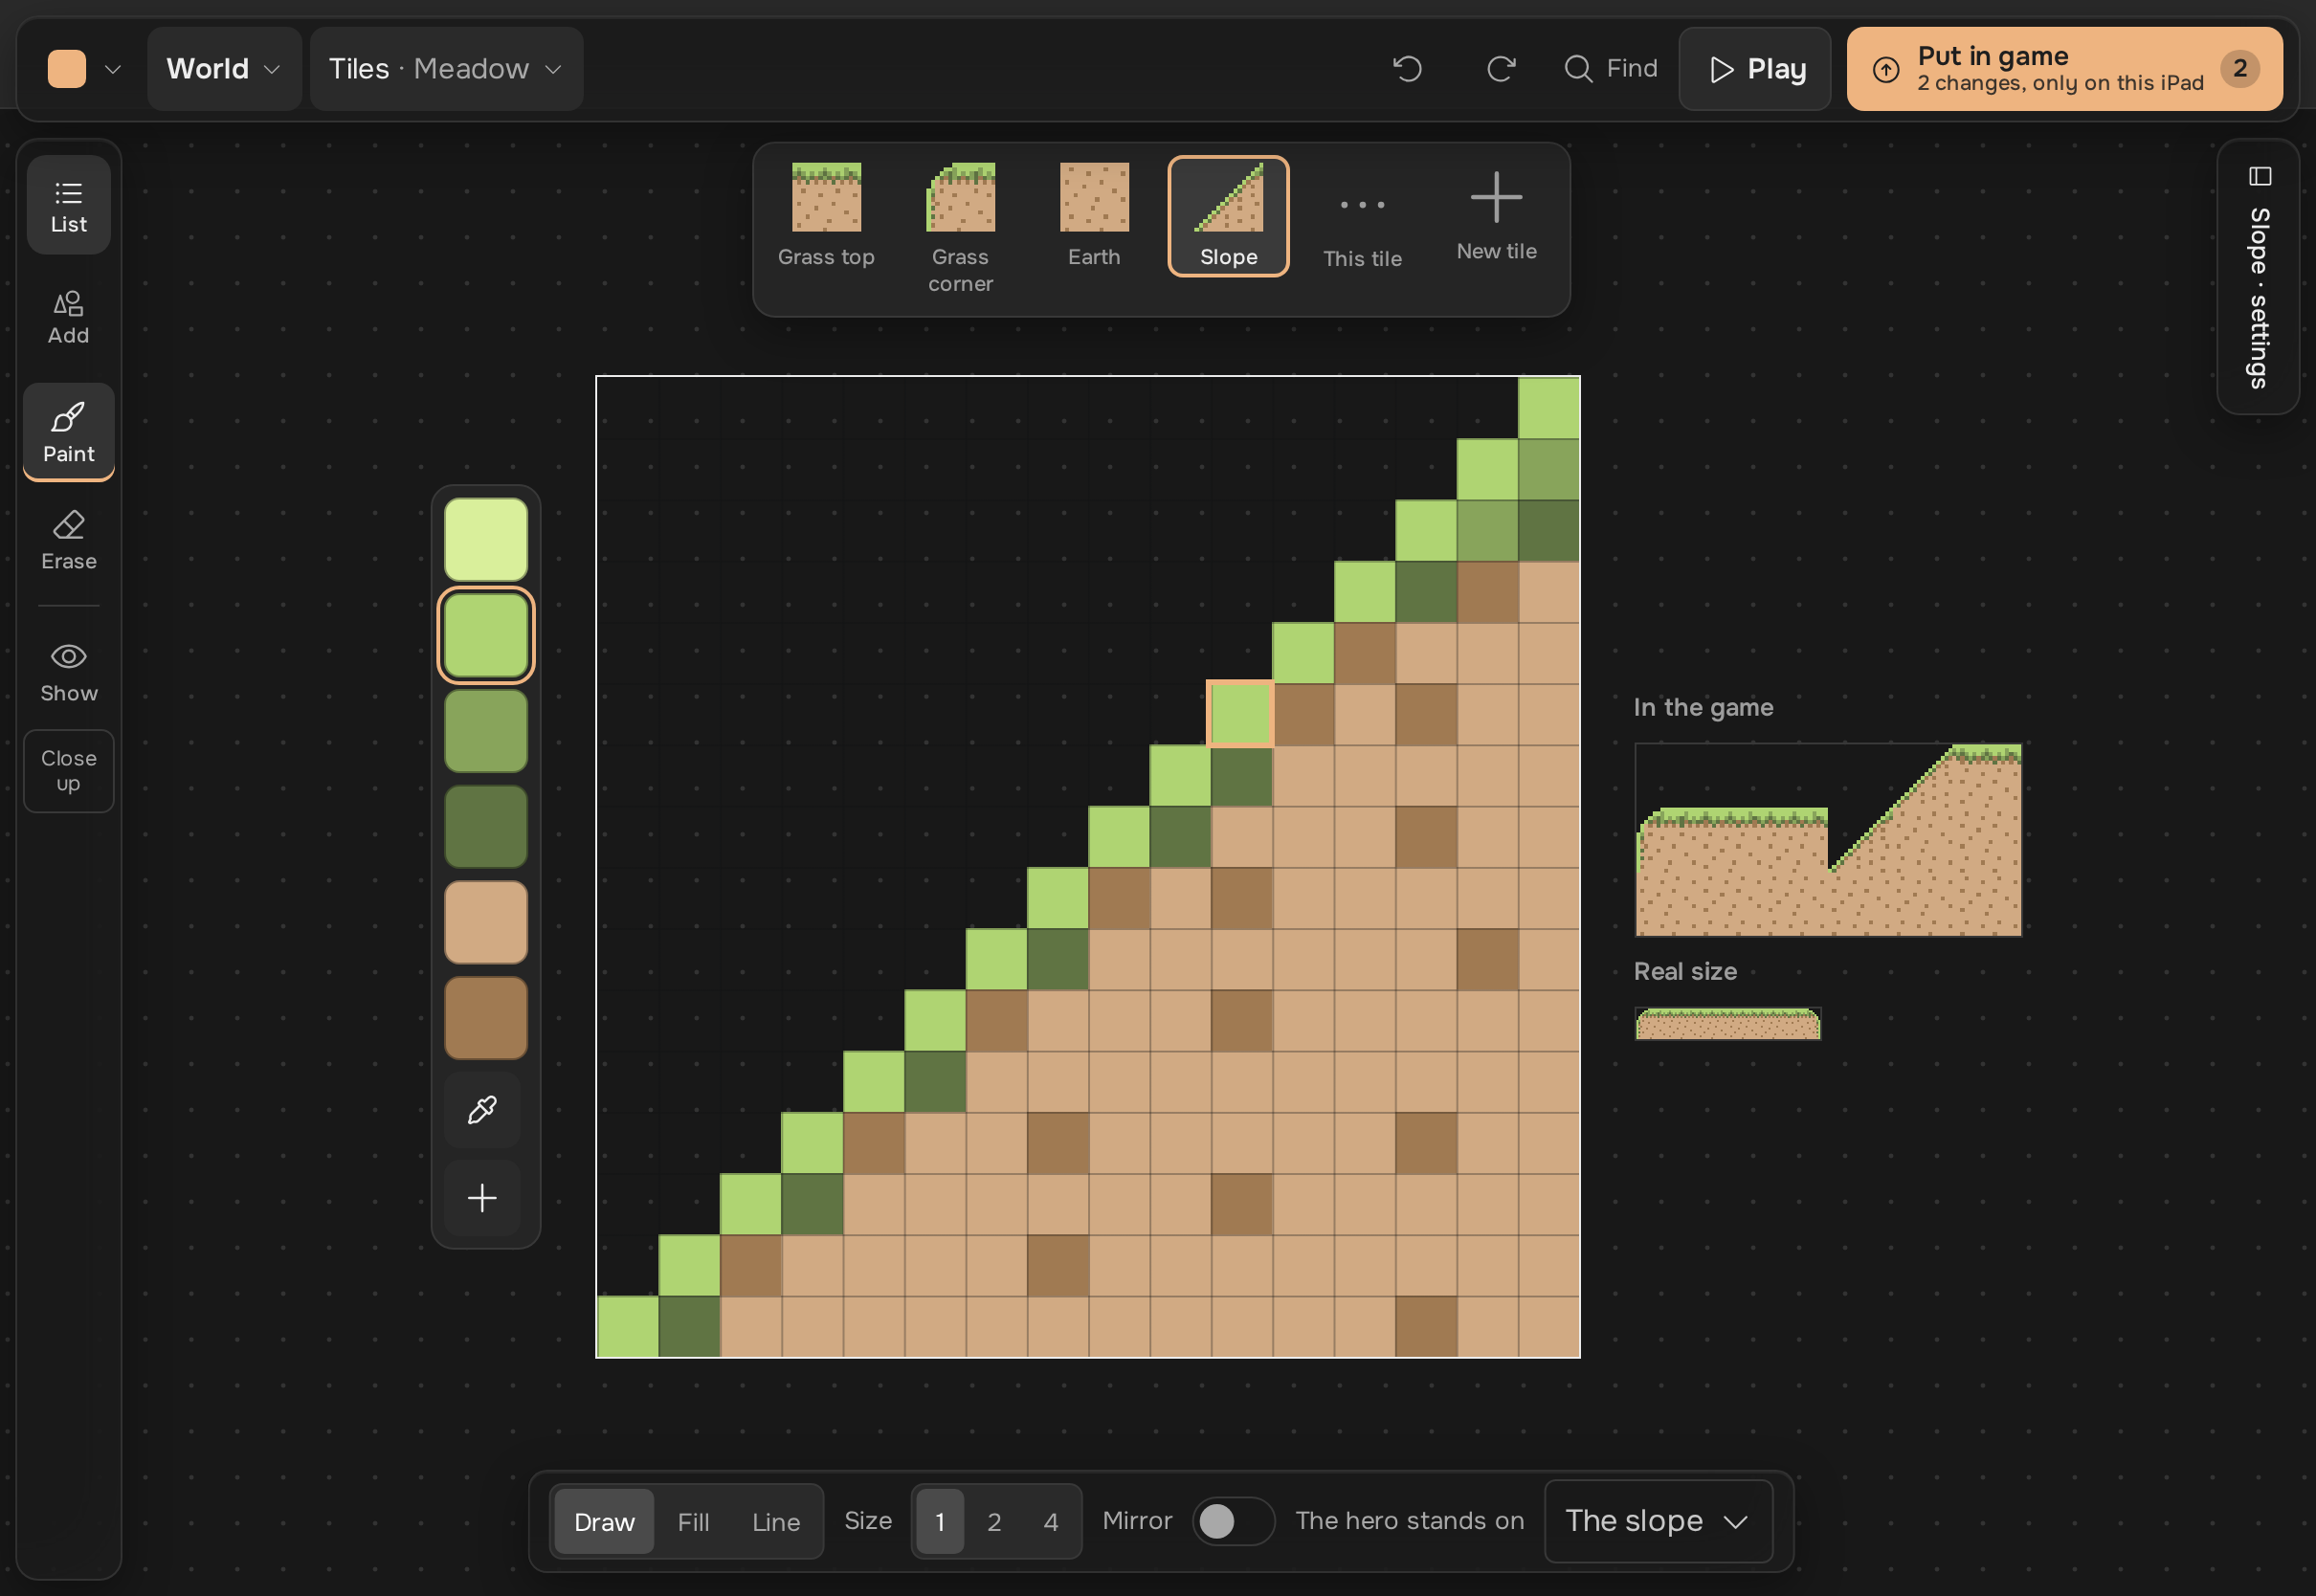 World
Tiles · Meadow
Find
Play
Put in game
2 changes, only on this iPad
2
List
Add
Paint
Erase
Show
Close
up
Grass top
Grass
corner
Earth
Slope
This tile
New tile
Slope · settings
In the game
Real size
Draw
Fill
Line
Size
1
2
4
Mirror
The hero stands on
The slope